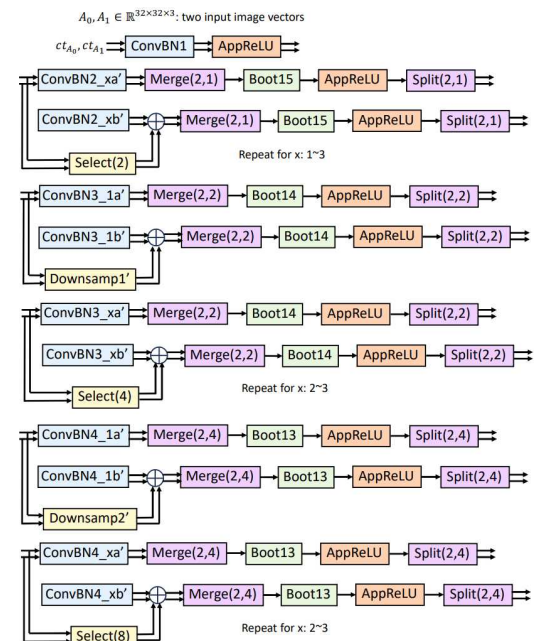 A₀, A₁ ∈ ℝ³²ˣ³²ˣ³: two input image vectors
ct_{A₀}, ct_{A₁} ConvBN1 AppReLU
ConvBN2_xa' Merge(2,1) Boot15 AppReLU Split(2,1)
ConvBN2_xb' Merge(2,1) Boot15 AppReLU Split(2,1)
Select(2)
Repeat for x: 1~3
ConvBN3_1a' Merge(2,2) Boot14 AppReLU Split(2,2)
ConvBN3_1b' Merge(2,2) Boot14 AppReLU Split(2,2)
Downsamp1'
ConvBN3_xa' Merge(2,2) Boot14 AppReLU Split(2,2)
ConvBN3_xb' Merge(2,2) Boot14 AppReLU Split(2,2)
Select(4)
Repeat for x: 2~3
ConvBN4_1a' Merge(2,4) Boot13 AppReLU Split(2,4)
ConvBN4_1b' Merge(2,4) Boot13 AppReLU Split(2,4)
Downsamp2'
ConvBN4_xa' Merge(2,4) Boot13 AppReLU Split(2,4)
ConvBN4_xb' Merge(2,4) Boot13 AppReLU Split(2,4)
Select(8)
Repeat for x: 2~3